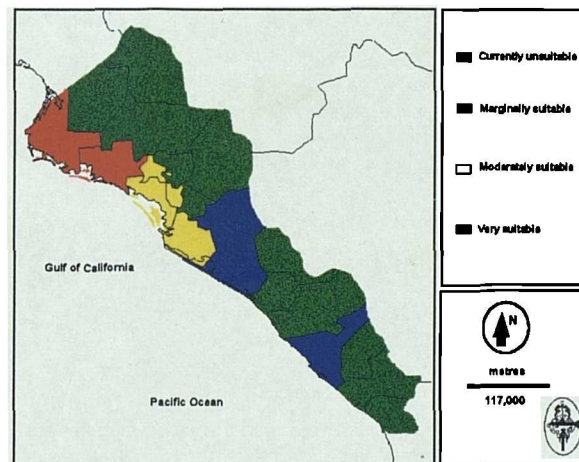 Currently unsuitable
Marginally suitable
Moderately suitable
Very suitable
Gulf of California
Pacific Ocean
N
metres
117,000